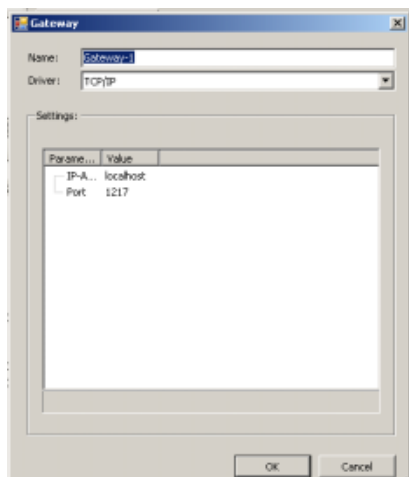 Gateway
Name: Gateway-1
Driver: TCP/IP
Settings:
Parame... Value
IP-A... localhost
Port 1217
OK Cancel